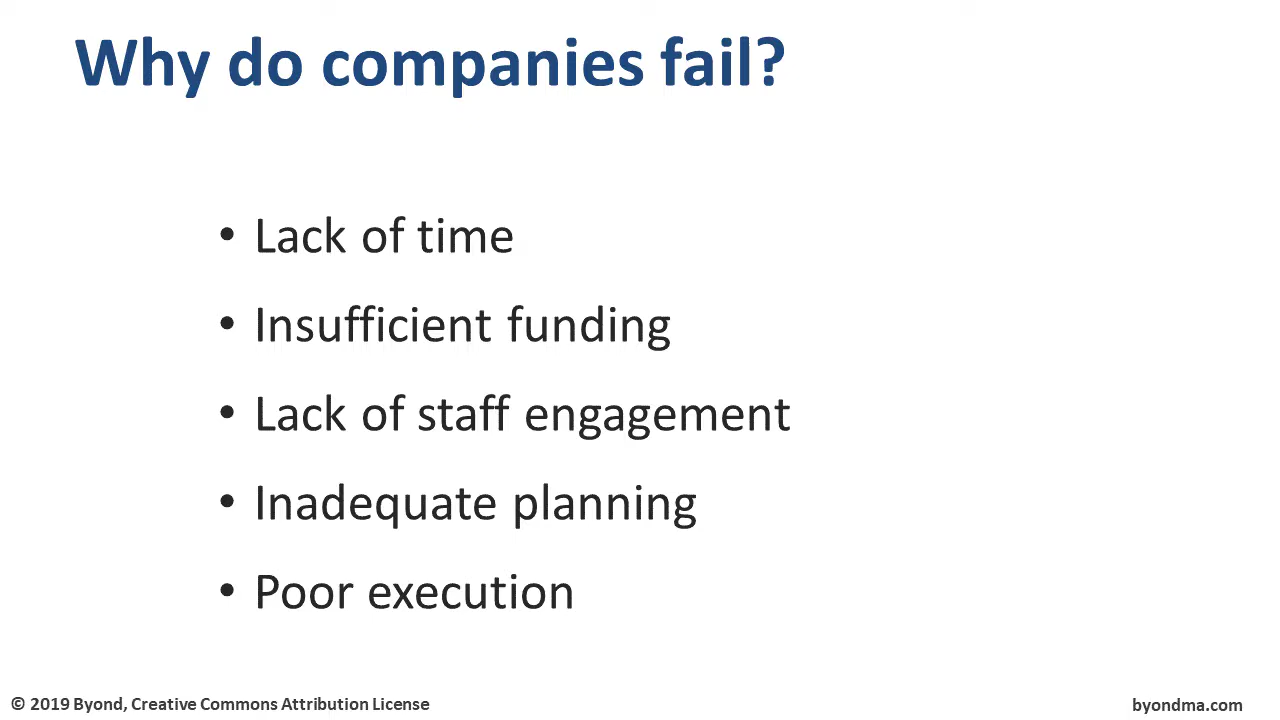 Why do companies fail?
• Lack of time
• Insufficient funding
• Lack of staff engagement
• Inadequate planning
• Poor execution
© 2019 Byond, Creative Commons Attribution License
byondma.com